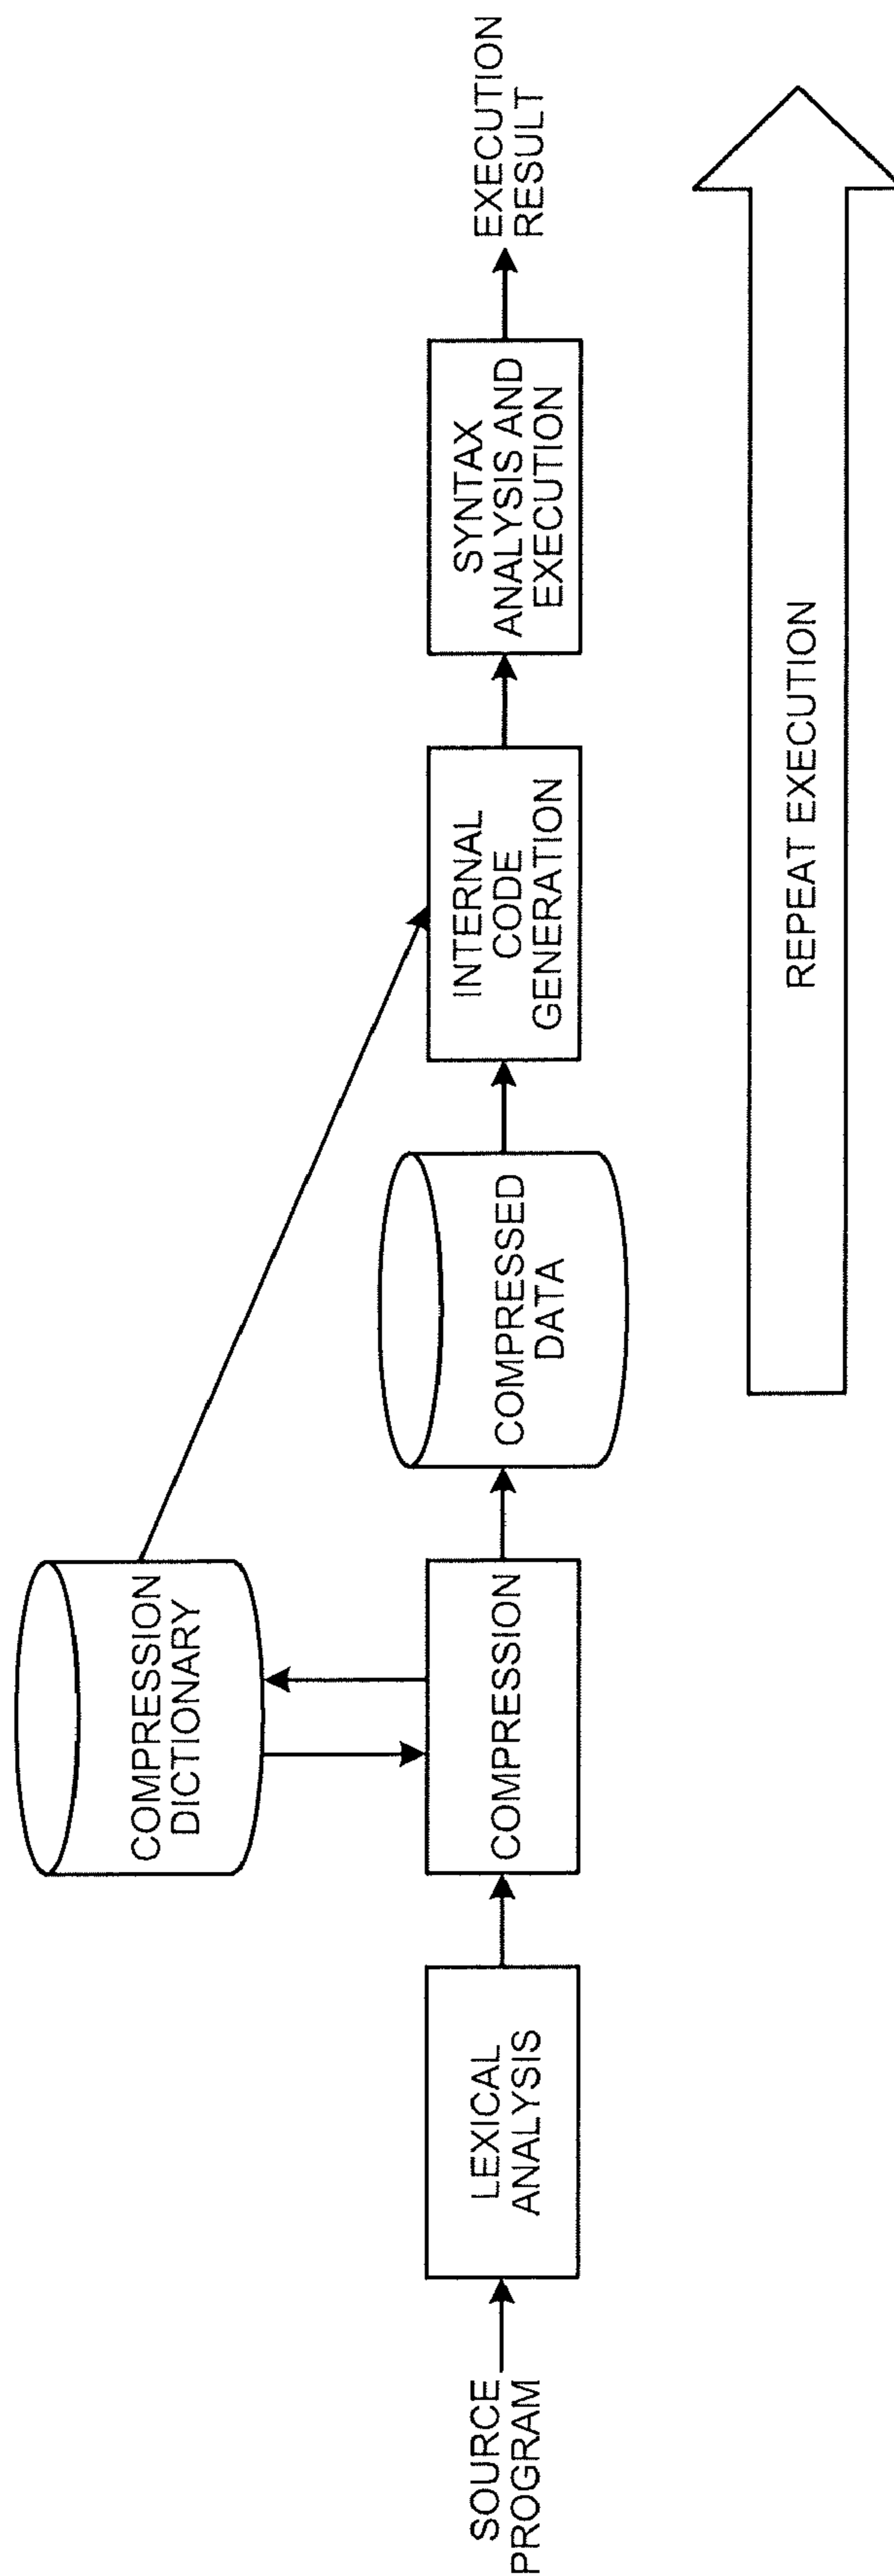 SOURCE
PROGRAM
LEXICAL
ANALYSIS
COMPRESSION
COMPRESSION
DICTIONARY
COMPRESSED
DATA
INTERNAL
CODE
GENERATION
SYNTAX
ANALYSIS AND
EXECUTION
EXECUTION
RESULT
REPEAT EXECUTION